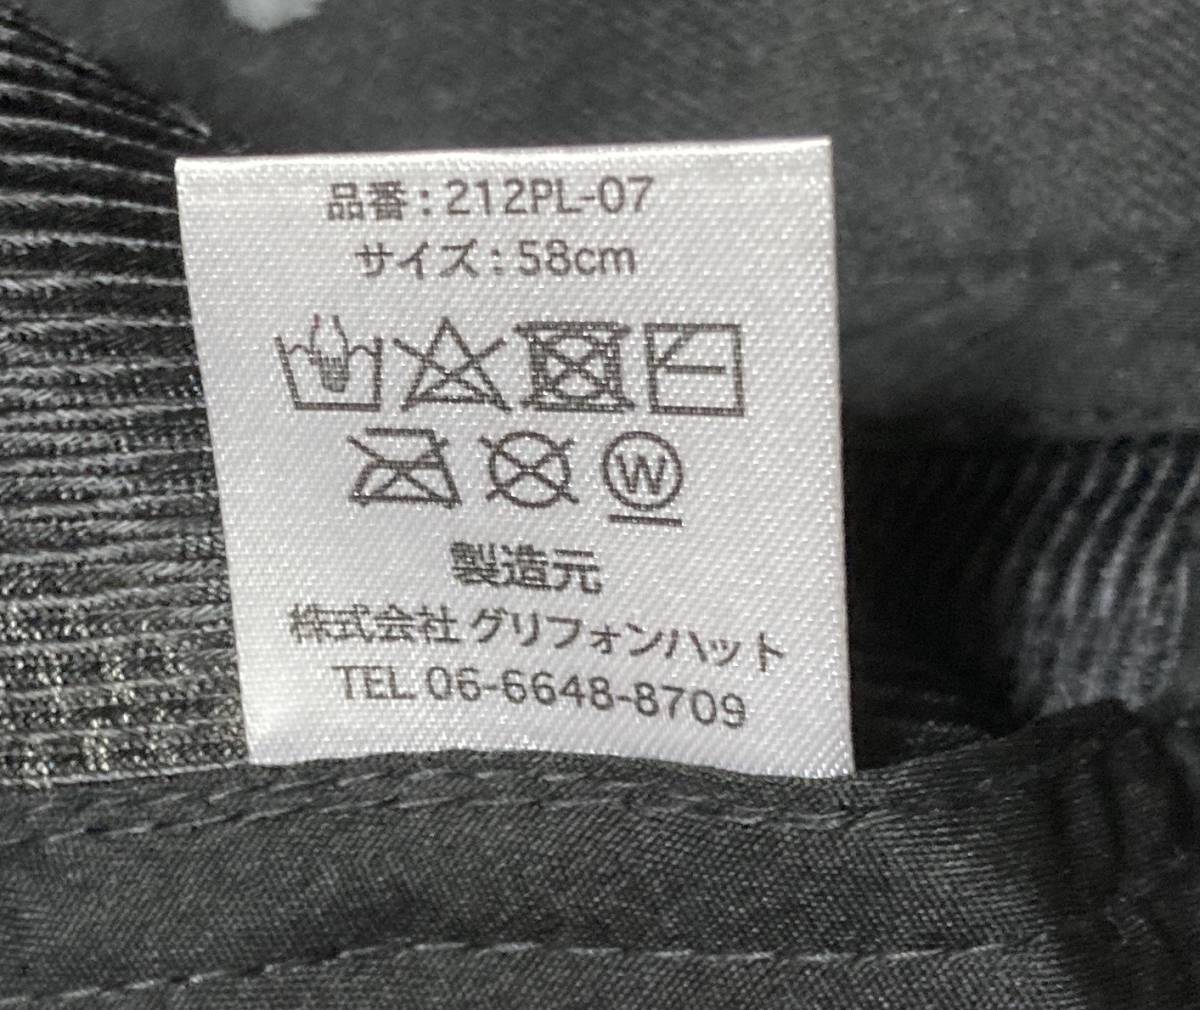 品番：212PL-07
サイズ：58cm
W
製造元
株式会社グリフォンハット
TEL 06-6648-8709